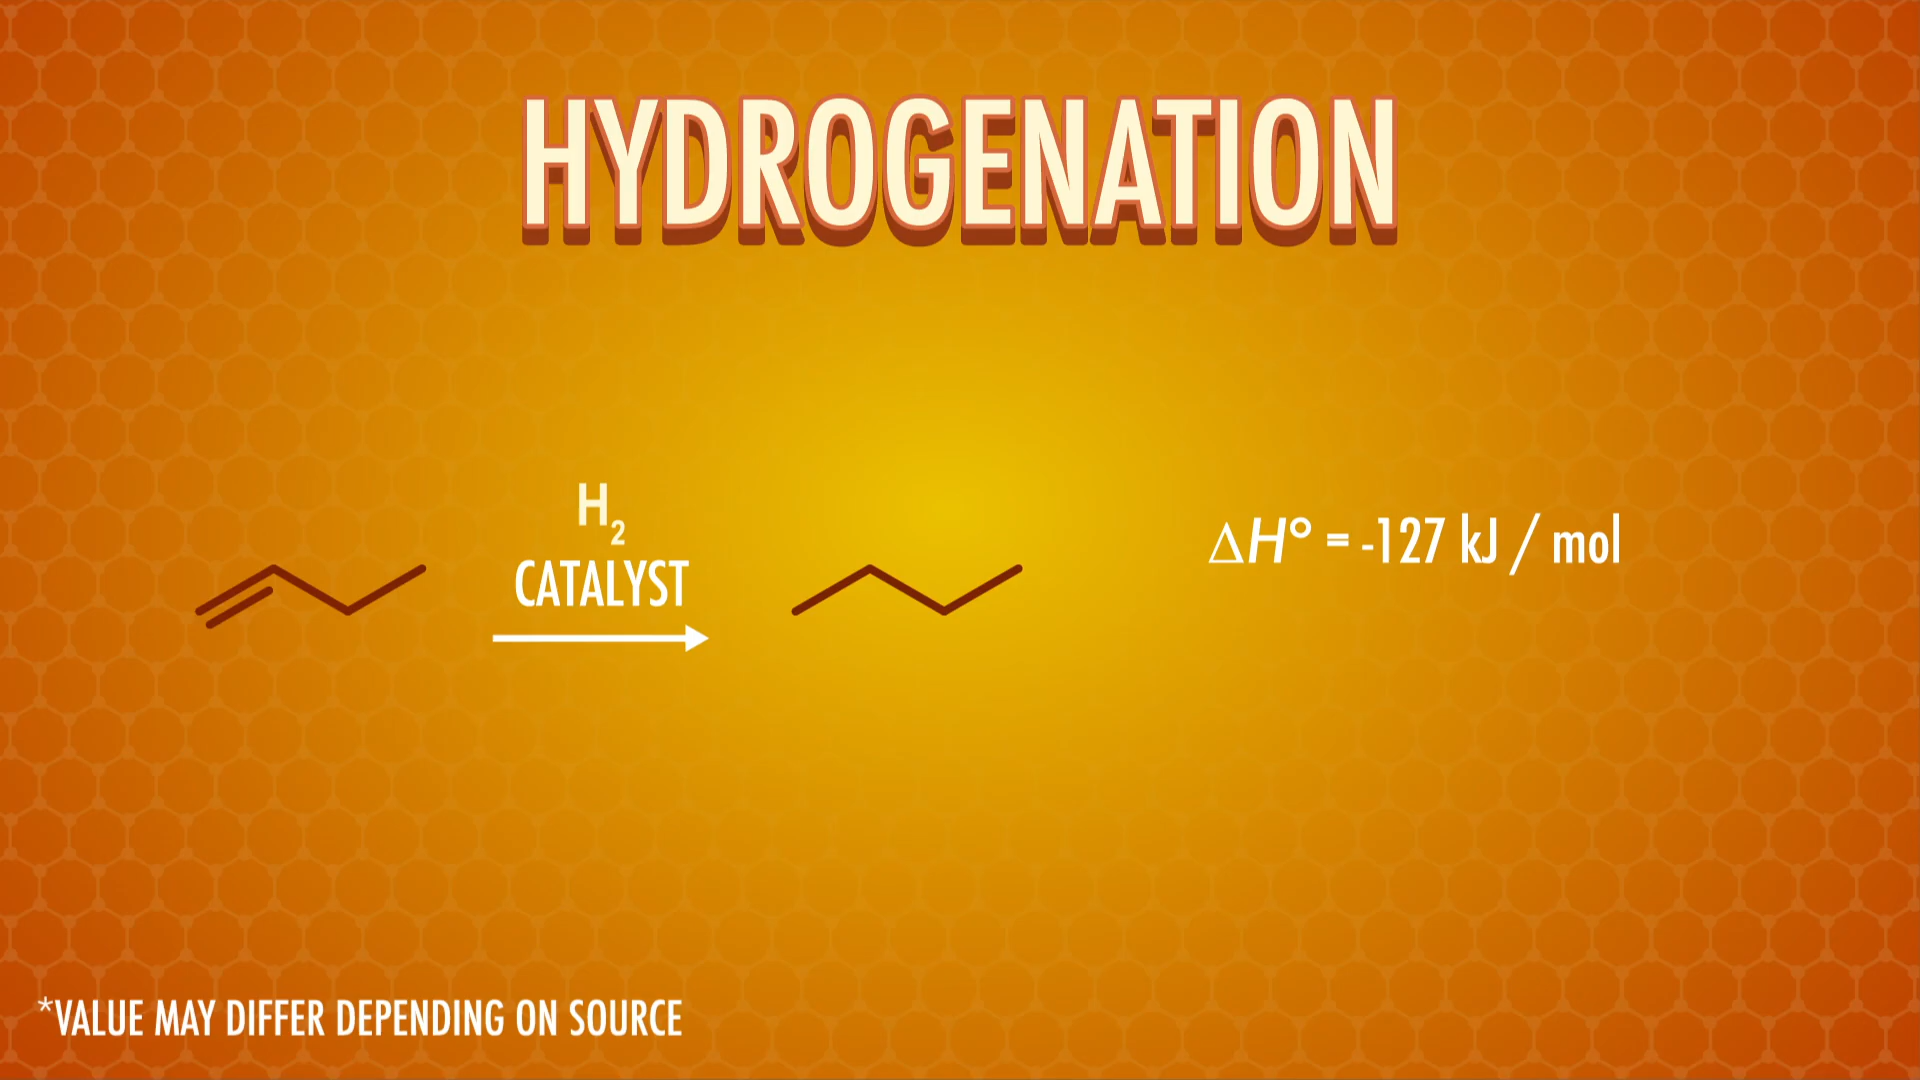 HYDROGENATION
H₂
CATALYST
ΔH° = -127 kJ / mol
*VALUE MAY DIFFER DEPENDING ON SOURCE